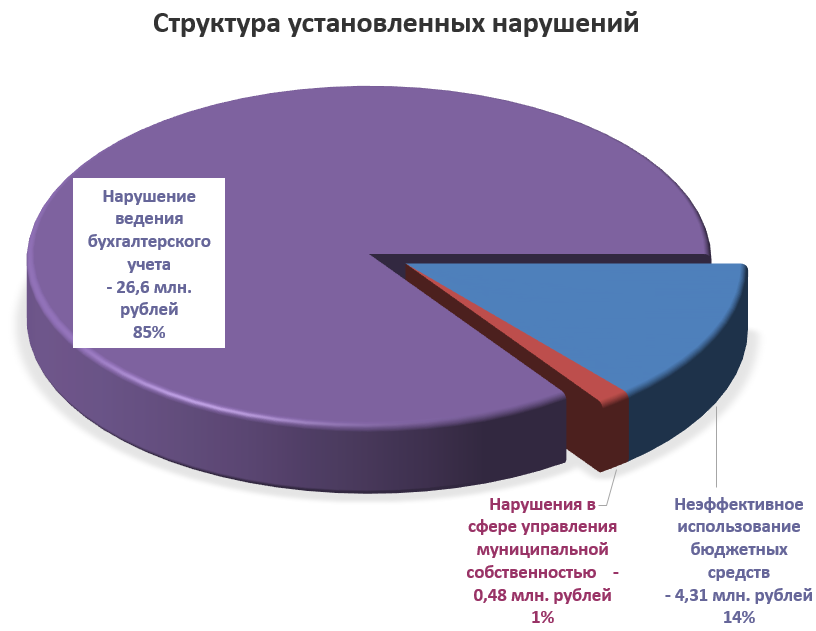 Структура установленных нарушений
Нарушение
ведения
бухгалтерского
учета
- 26,6 млн.
рублей
85%
Нарушения в
сфере управления
муниципальной
собственностью -
0,48 млн. рублей
1%
Неэффективное
использование
бюджетных
средств
- 4,31 млн. рублей
14%